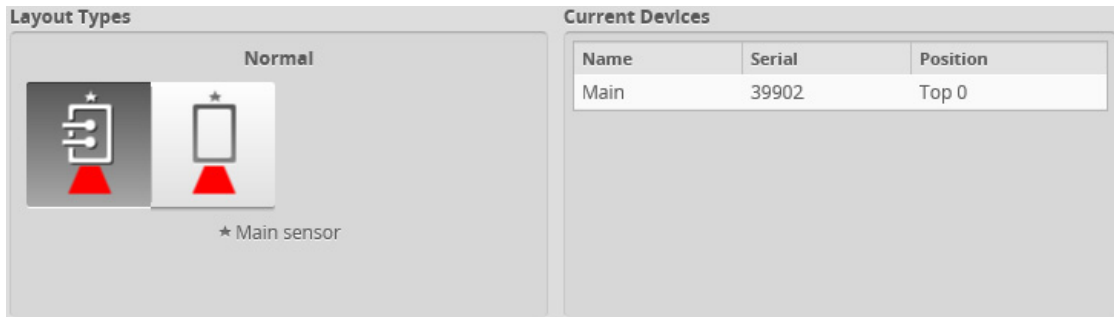 Layout Types
Normal
★ Main sensor
Current Devices
Name Serial Position
Main 39902 Top 0